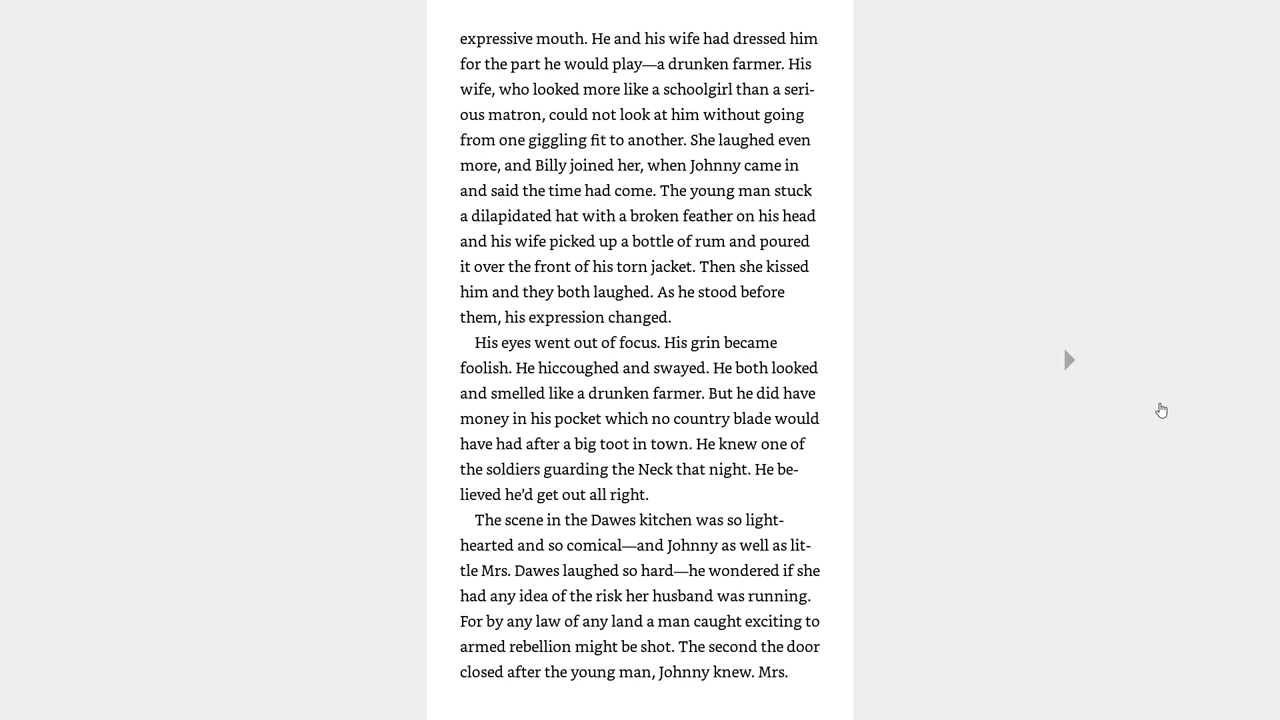 expressive mouth. He and his wife had dressed him
for the part he would play—a drunken farmer. His
wife, who looked more like a schoolgirl than a seri-
ous matron, could not look at him without going
from one giggling fit to another. She laughed even
more, and Billy joined her, when Johnny came in
and said the time had come. The young man stuck
a dilapidated hat with a broken feather on his head
and his wife picked up a bottle of rum and poured
it over the front of his torn jacket. Then she kissed
him and they both laughed. As he stood before
them, his expression changed.
His eyes went out of focus. His grin became
foolish. He hiccoughed and swayed. He both looked
and smelled like a drunken farmer. But he did have
money in his pocket which no country blade would
have had after a big toot in town. He knew one of
the soldiers guarding the Neck that night. He be-
lieved he’d get out all right.
The scene in the Dawes kitchen was so light-
hearted and so comical—and Johnny as well as lit-
tle Mrs. Dawes laughed so hard—he wondered if she
had any idea of the risk her husband was running.
For by any law of any land a man caught exciting to
armed rebellion might be shot. The second the door
closed after the young man, Johnny knew. Mrs.